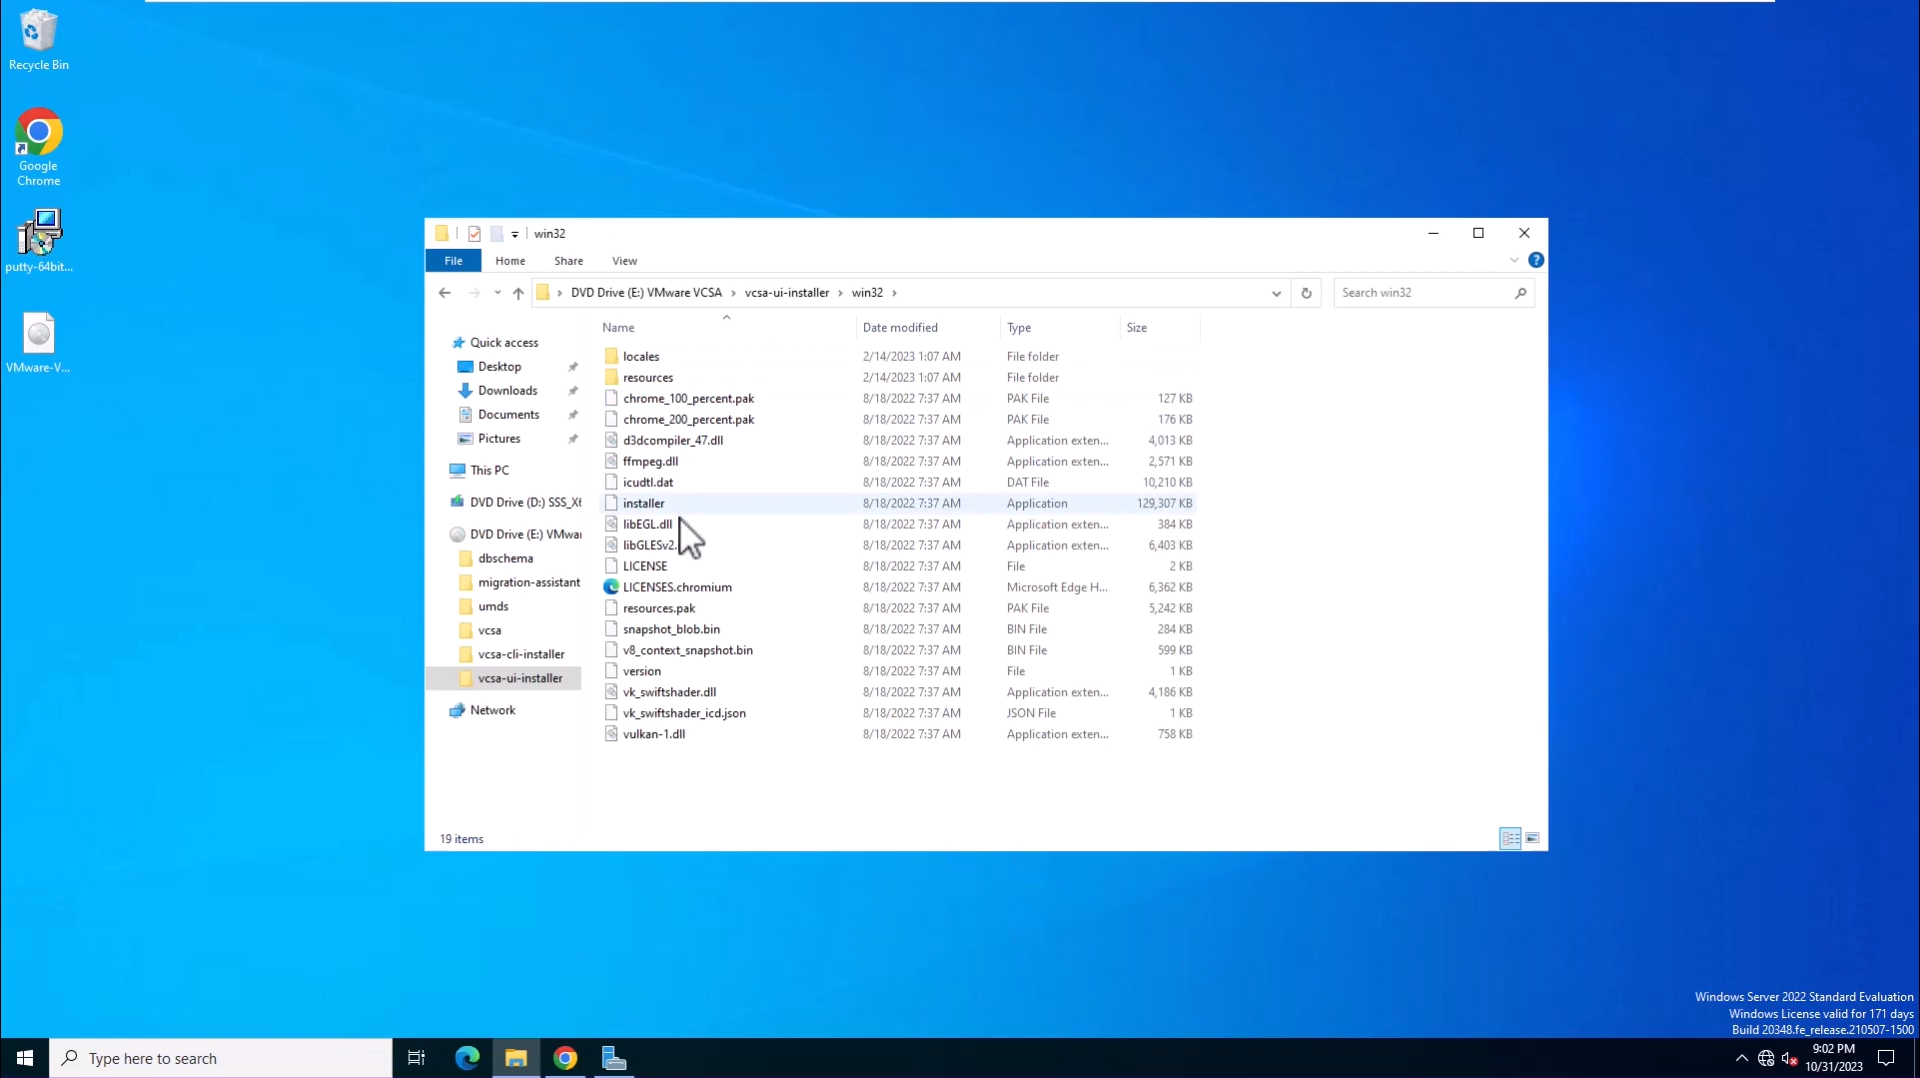 Recycle Bin
Google
Chrome
putty-64bit...
VMware-V...
win32
File
Home
Share
View
DVD Drive (E:) VMware VCSA
vcsa-ui-installer
win32
Search win32
Quick access
Desktop
Downloads
Documents
Pictures
This PC
DVD Drive (D:) SSS_X6
DVD Drive (E:) VMwar
dbschema
migration-assistant
umds
vcsa
vcsa-cli-installer
vcsa-ui-installer
Network
Name Date modified Type Size
locales 2/14/2023 1:07 AM File folder
resources 2/14/2023 1:07 AM File folder
chrome_100_percent.pak 8/18/2022 7:37 AM PAK File 127 KB
chrome_200_percent.pak 8/18/2022 7:37 AM PAK File 176 KB
d3dcompiler_47.dll 8/18/2022 7:37 AM Application exten... 4,013 KB
ffmpeg.dll 8/18/2022 7:37 AM Application exten... 2,571 KB
icudtl.dat 8/18/2022 7:37 AM DAT File 10,210 KB
installer 8/18/2022 7:37 AM Application 129,307 KB
libEGL.dll 8/18/2022 7:37 AM Application exten... 384 KB
libGLESv2. 8/18/2022 7:37 AM Application exten... 6,403 KB
LICENSE 8/18/2022 7:37 AM File 2 KB
LICENSES.chromium 8/18/2022 7:37 AM Microsoft Edge H... 6,362 KB
resources.pak 8/18/2022 7:37 AM PAK File 5,242 KB
snapshot_blob.bin 8/18/2022 7:37 AM BIN File 284 KB
v8_context_snapshot.bin 8/18/2022 7:37 AM BIN File 599 KB
version 8/18/2022 7:37 AM File 1 KB
vk_swiftshader.dll 8/18/2022 7:37 AM Application exten... 4,186 KB
vk_swiftshader_icd.json 8/18/2022 7:37 AM JSON File 1 KB
vulkan-1.dll 8/18/2022 7:37 AM Application exten... 758 KB
19 items
Windows Server 2022 Standard Evaluation
Windows License valid for 171 days
Build 20348.fe_release.210507-1500
Type here to search
9:02 PM
10/31/2023